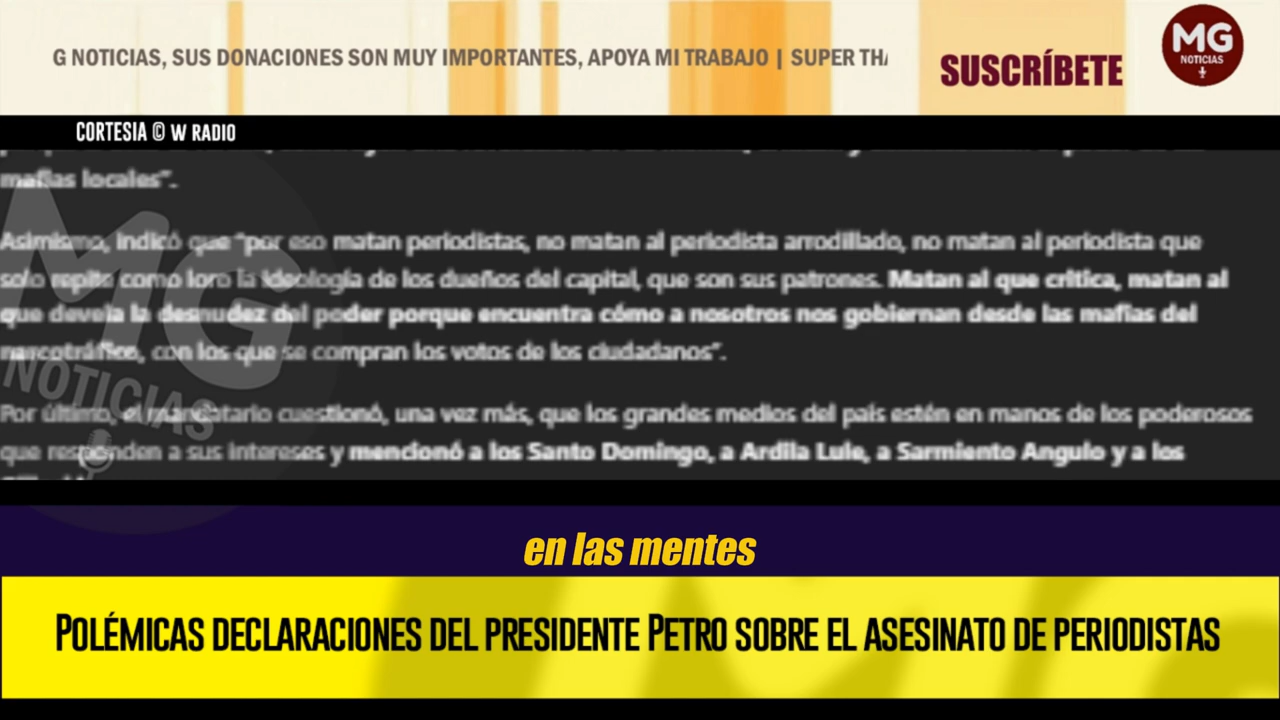 G NOTICIAS, SUS DONACIONES SON MUY IMPORTANTES, APOYA MI TRABAJO | SUPER THA
SUSCRÍBETE
MG
NOTICIAS
CORTESIA © W RADIO
mafias locales”.
Asimismo, indicó que “por eso matan periodistas, no matan al periodista arrodillado, no matan al periodista que
solo repite como loro la ideología de los dueños del capital, que son sus patrones. Matan al que critica, matan al
que devela la desnudez del poder porque encuentra cómo a nosotros nos gobiernan desde las mafias del
narcotráfico, con los que se compran los votos de los ciudadanos”.
Por último, el mandatario cuestionó, una vez más, que los grandes medios del país estén en manos de los poderosos
que responden a sus intereses y mencionó a los Santo Domingo, a Ardila Lule, a Sarmiento Angulo y a los
MG
NOTICIAS
en las mentes
POLÉMICAS DECLARACIONES DEL PRESIDENTE PETRO SOBRE EL ASESINATO DE PERIODISTAS